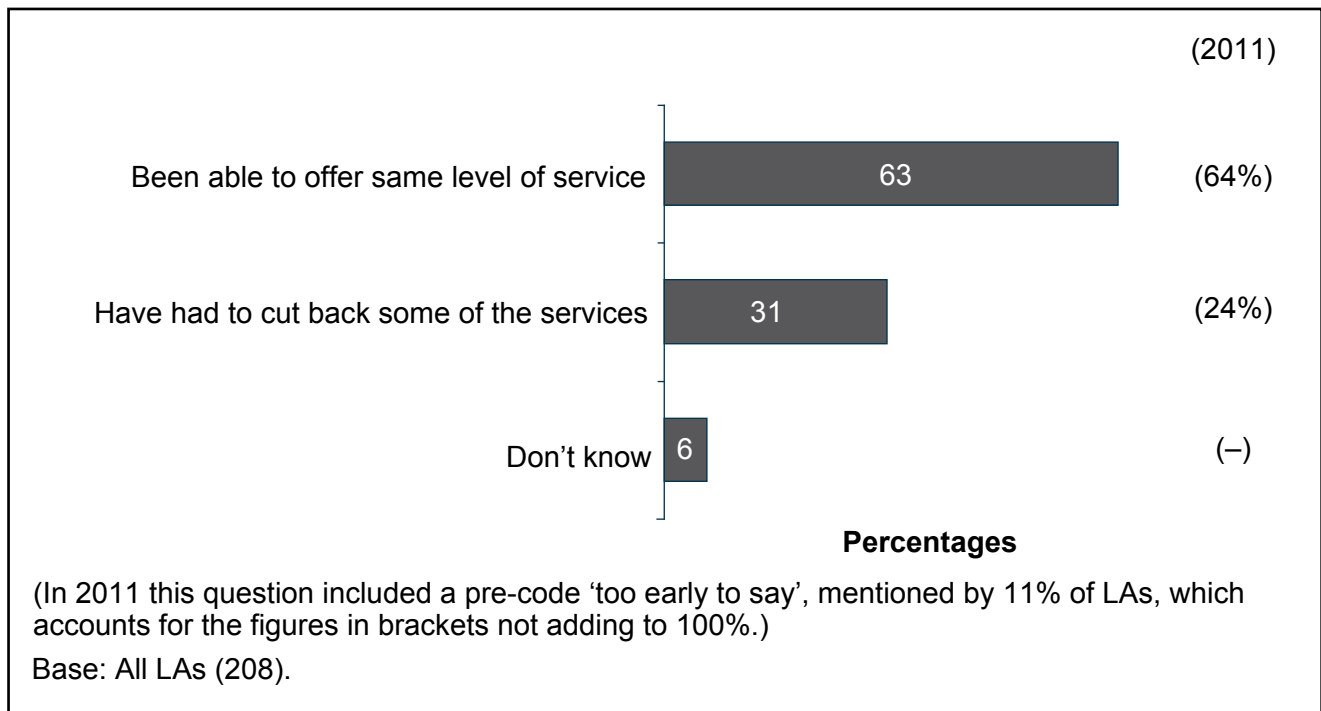 (2011)
Been able to offer same level of service 63 (64%)
Have had to cut back some of the services 31 (24%)
Don’t know 6 (–)
Percentages
(In 2011 this question included a pre-code ‘too early to say’, mentioned by 11% of LAs, which
accounts for the figures in brackets not adding to 100%.)
Base: All LAs (208).